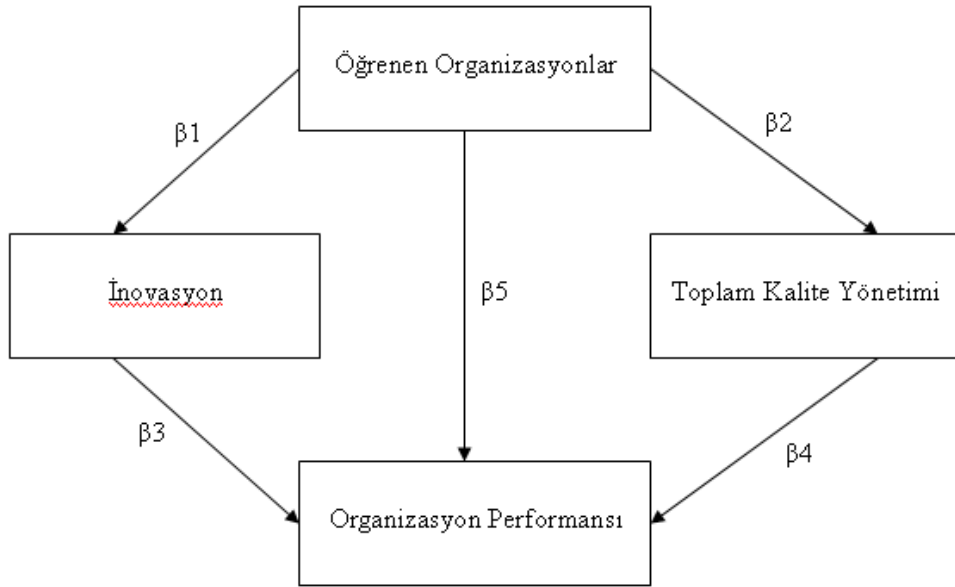 Öğrenen Organizasyonlar
β1
β2
İnovasyon
β5
Toplam Kalite Yönetimi
β3
β4
Organizasyon Performansı